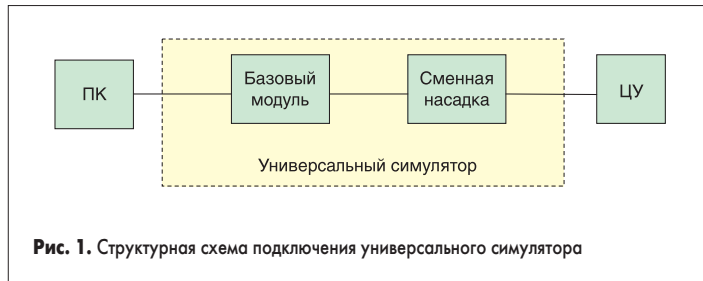 ПК
Базовый
модуль
Сменная
насадка
ЦУ
Универсальный симулятор
Рис. 1. Структурная схема подключения универсального симулятора